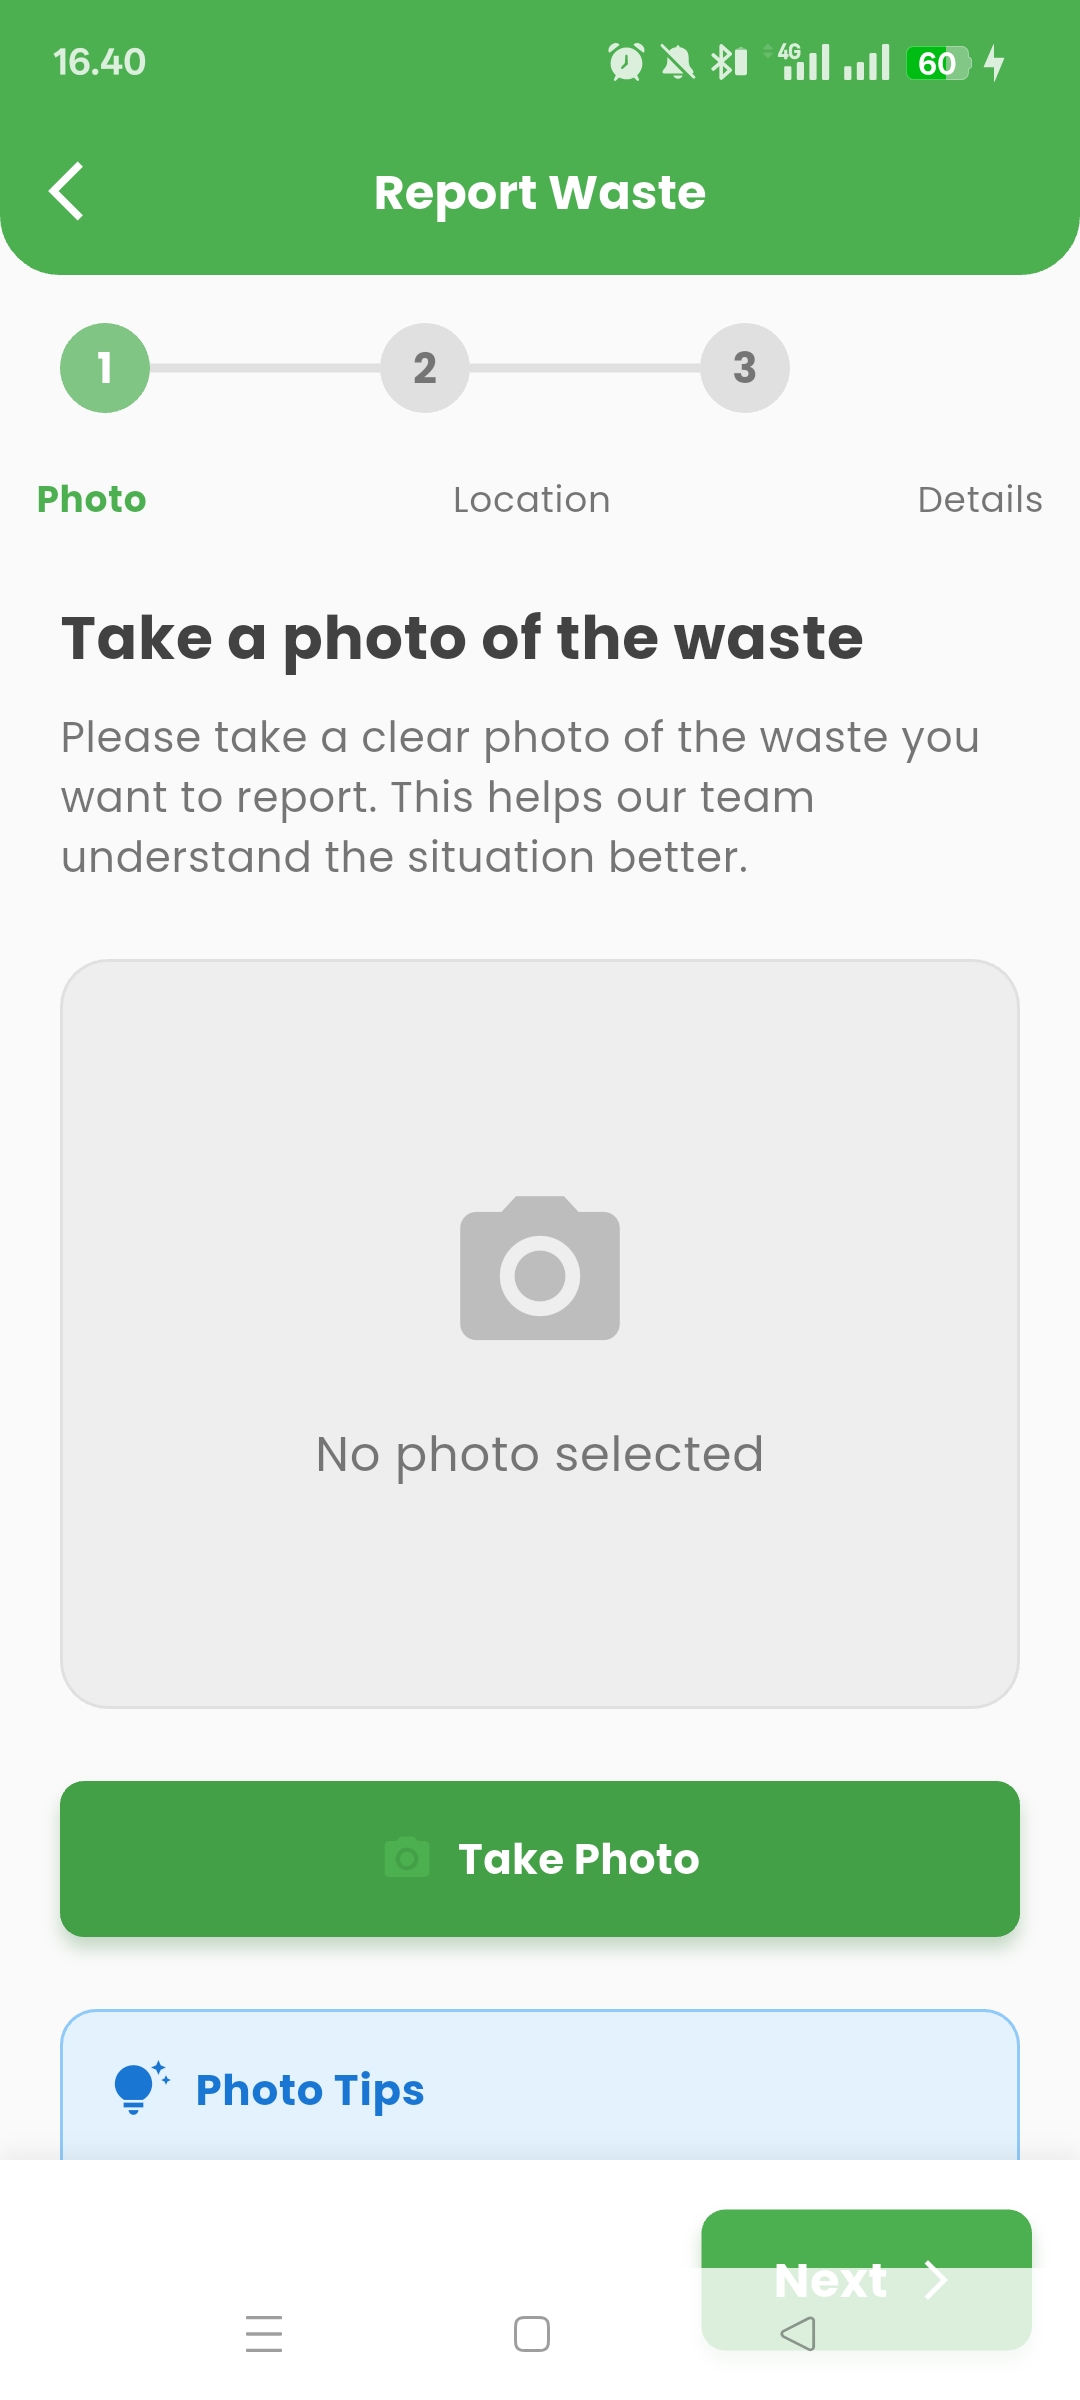 16.40
4G
60
Report Waste
1
2
3
Photo
Location
Details
Take a photo of the waste
Please take a clear photo of the waste you
want to report. This helps our team
understand the situation better.
No photo selected
Take Photo
Photo Tips
Next